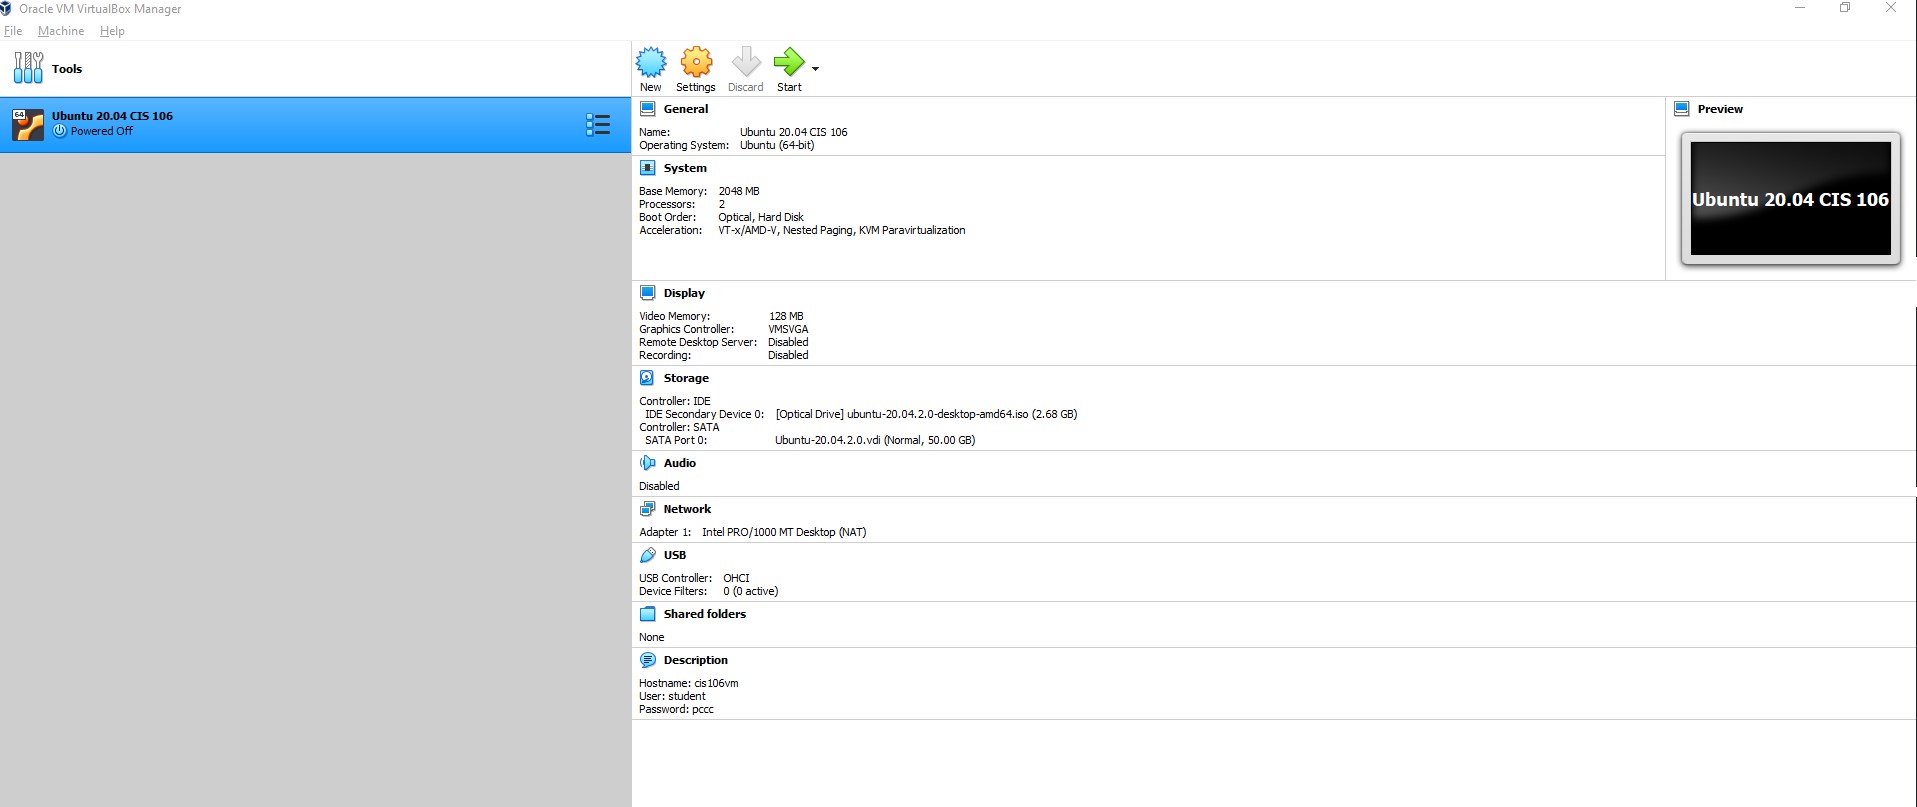 Oracle VM VirtualBox Manager
File Machine Help
Tools
New Settings Discard Start
64
Ubuntu 20.04 CIS 106
Powered Off
General
Name: Ubuntu 20.04 CIS 106
Operating System: Ubuntu (64-bit)
Preview
Ubuntu 20.04 CIS 106
System
Base Memory: 2048 MB
Processors: 2
Boot Order: Optical, Hard Disk
Acceleration: VT-x/AMD-V, Nested Paging, KVM Paravirtualization
Display
Video Memory: 128 MB
Graphics Controller: VMSVGA
Remote Desktop Server: Disabled
Recording: Disabled
Storage
Controller: IDE
IDE Secondary Device 0: [Optical Drive] ubuntu-20.04.2.0-desktop-amd64.iso (2.68 GB)
Controller: SATA
SATA Port 0: Ubuntu-20.04.2.0.vdi (Normal, 50.00 GB)
Audio
Disabled
Network
Adapter 1: Intel PRO/1000 MT Desktop (NAT)
USB
USB Controller: OHCI
Device Filters: 0 (0 active)
Shared folders
None
Description
Hostname: cis106vm
User: student
Password: pccc